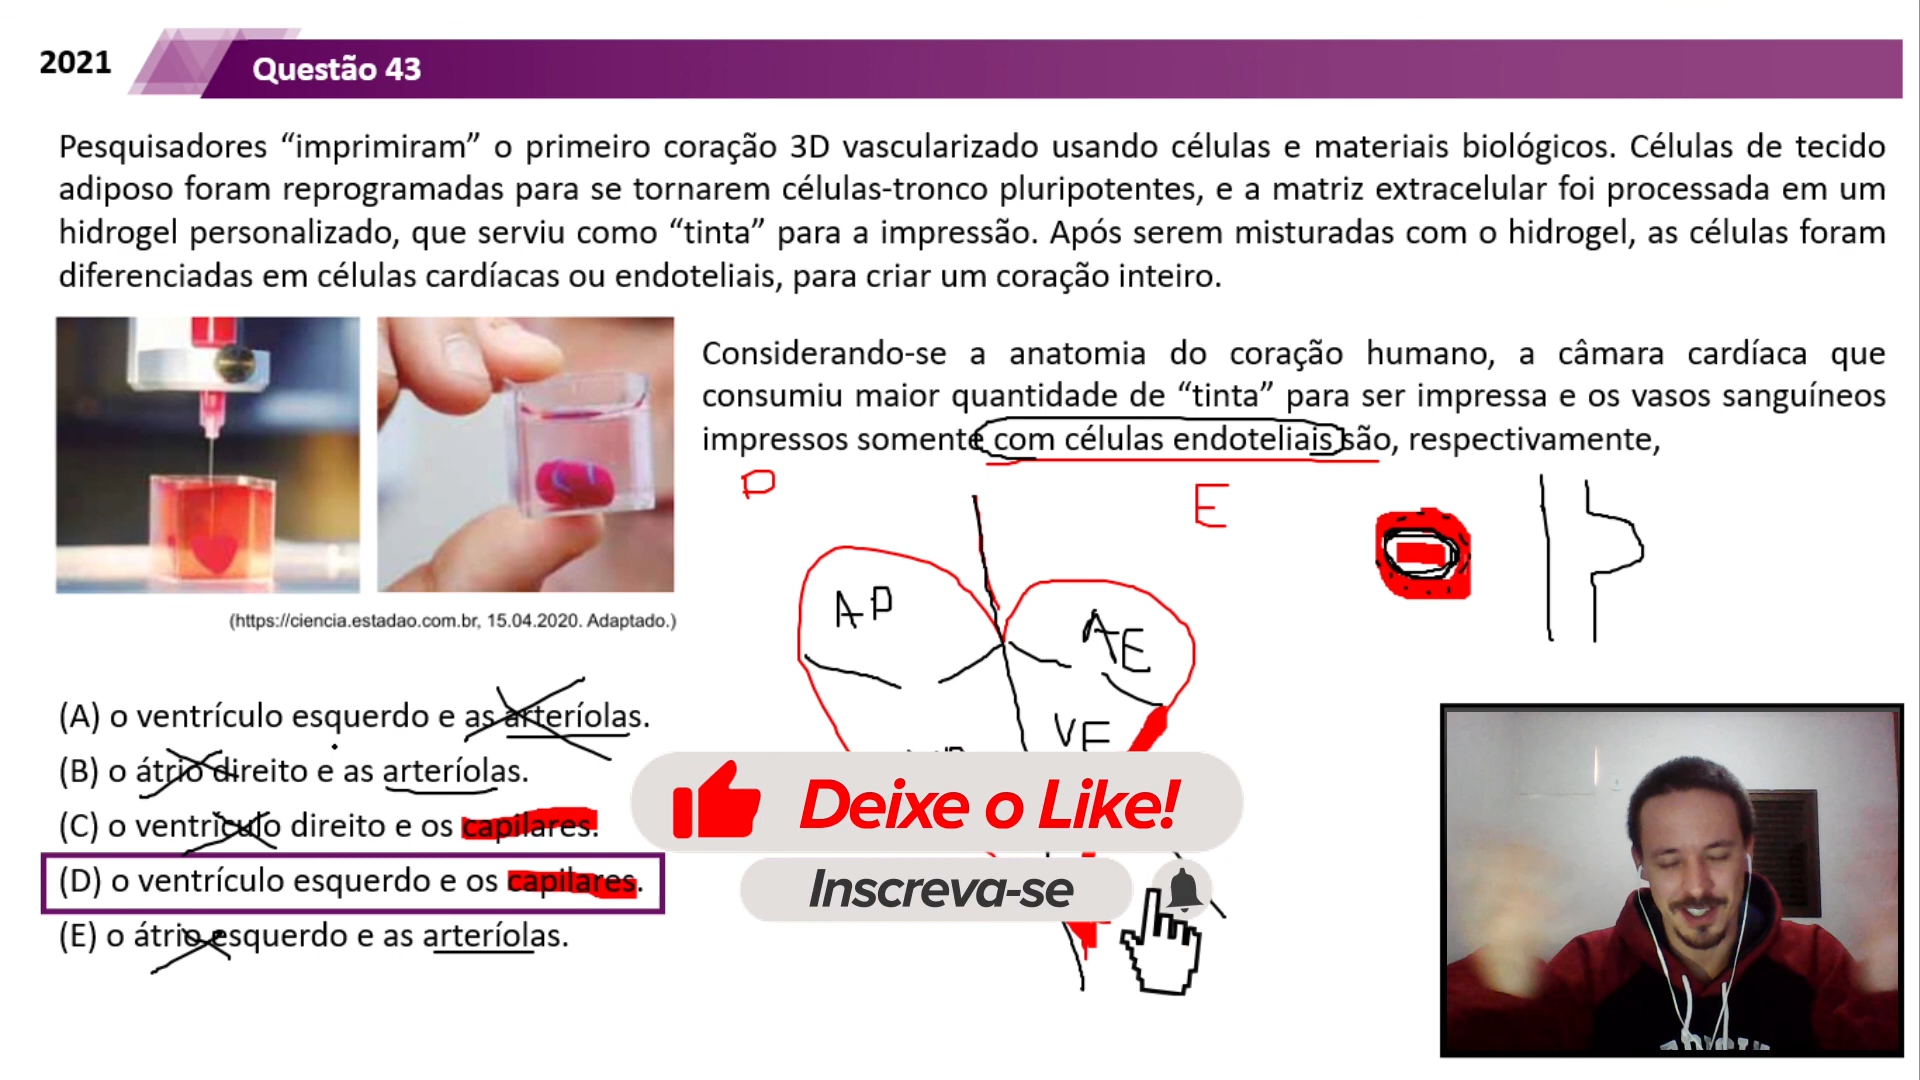 2021
Questão 43
Pesquisadores “imprimiram” o primeiro coração 3D vascularizado usando células e materiais biológicos. Células de tecido
adiposo foram reprogramadas para se tornarem células-tronco pluripotentes, e a matriz extracelular foi processada em um
hidrogel personalizado, que serviu como “tinta” para a impressão. Após serem misturadas com o hidrogel, as células foram
diferenciadas em células cardíacas ou endoteliais, para criar um coração inteiro.
Considerando-se a anatomia do coração humano, a câmara cardíaca que
consumiu maior quantidade de “tinta” para ser impressa e os vasos sanguíneos
impressos somente com células endoteliais são, respectivamente,
D
E
AD
AE
VE
(https://ciencia.estadao.com.br, 15.04.2020. Adaptado.)
(A) o ventrículo esquerdo e as arteríolas.
(B) o átrio direito e as arteríolas.
(C) o ventrículo direito e os capilares.
(D) o ventrículo esquerdo e os capilares.
(E) o átrio esquerdo e as arteríolas.
Deixe o Like!
Inscreva-se